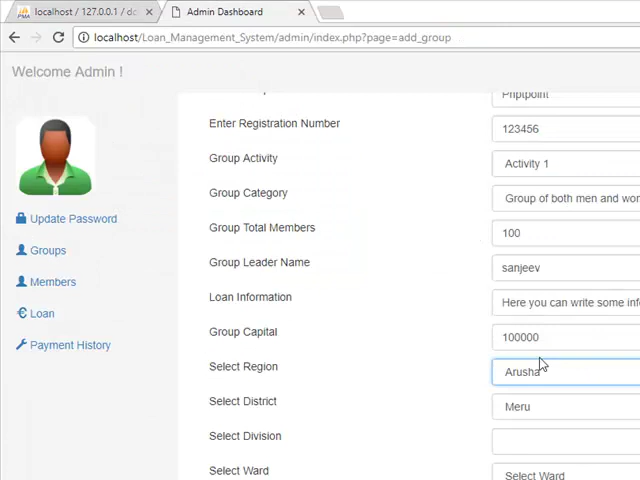 localhost / 127.0.0.1 / dc
Admin Dashboard
localhost/Loan_Management_System/admin/index.php?page=add_group
Welcome Admin !
Phptpoint
Enter Registration Number
123456
Group Activity
Activity 1
Group Category
Group of both men and wor
Group Total Members
100
Group Leader Name
sanjeev
Loan Information
Here you can write some inf
Group Capital
100000
Select Region
Arusha
Select District
Meru
Select Division
Select Ward
Select Ward
Update Password
Groups
Members
Loan
Payment History